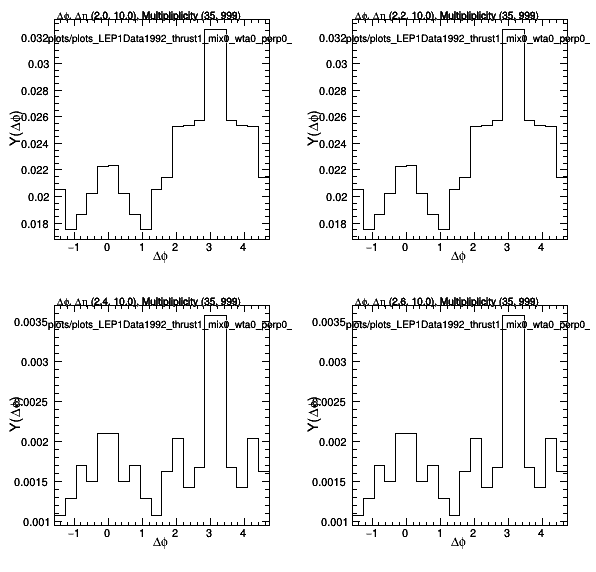 Δϕ, Δη (2.0, 10.0), Multipliplicity (35, 999)
plots/plots_LEP1Data1992_thrust1_mix0_wta0_perp0_
0.032
0.03
0.028
0.026
0.024
0.022
0.02
0.018
Y(Δϕ)
−1 0 1 2 3 4
Δϕ
Δϕ, Δη (2.2, 10.0), Multipliplicity (35, 999)
plots/plots_LEP1Data1992_thrust1_mix0_wta0_perp0_
0.032
0.03
0.028
0.026
0.024
0.022
0.02
0.018
Y(Δϕ)
−1 0 1 2 3 4
Δϕ
Δϕ, Δη (2.4, 10.0), Multipliplicity (35, 999)
plots/plots_LEP1Data1992_thrust1_mix0_wta0_perp0_
0.0035
0.003
0.0025
0.002
0.0015
0.001
Y(Δϕ)
−1 0 1 2 3 4
Δϕ
Δϕ, Δη (2.6, 10.0), Multipliplicity (35, 999)
plots/plots_LEP1Data1992_thrust1_mix0_wta0_perp0_
0.0035
0.003
0.0025
0.002
0.0015
0.001
Y(Δϕ)
−1 0 1 2 3 4
Δϕ